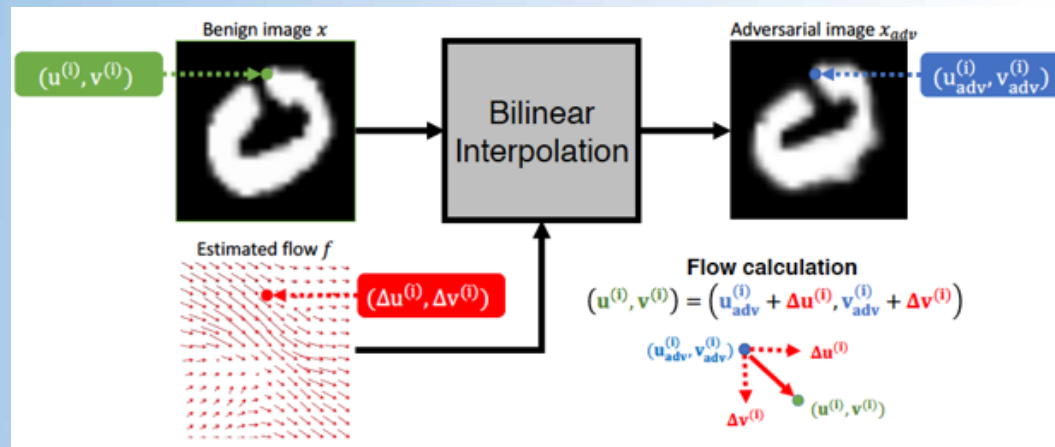 Benign image x
Adversarial image x_adv
(u^(i), v^(i))
(u_adv^(i), v_adv^(i))
Bilinear
Interpolation
Estimated flow f
(Δu^(i), Δv^(i))
Flow calculation
(u^(i), v^(i)) = (u_adv^(i) + Δu^(i), v_adv^(i) + Δv^(i))
(u_adv^(i), v_adv^(i))
Δu^(i)
Δv^(i)
(u^(i), v^(i))